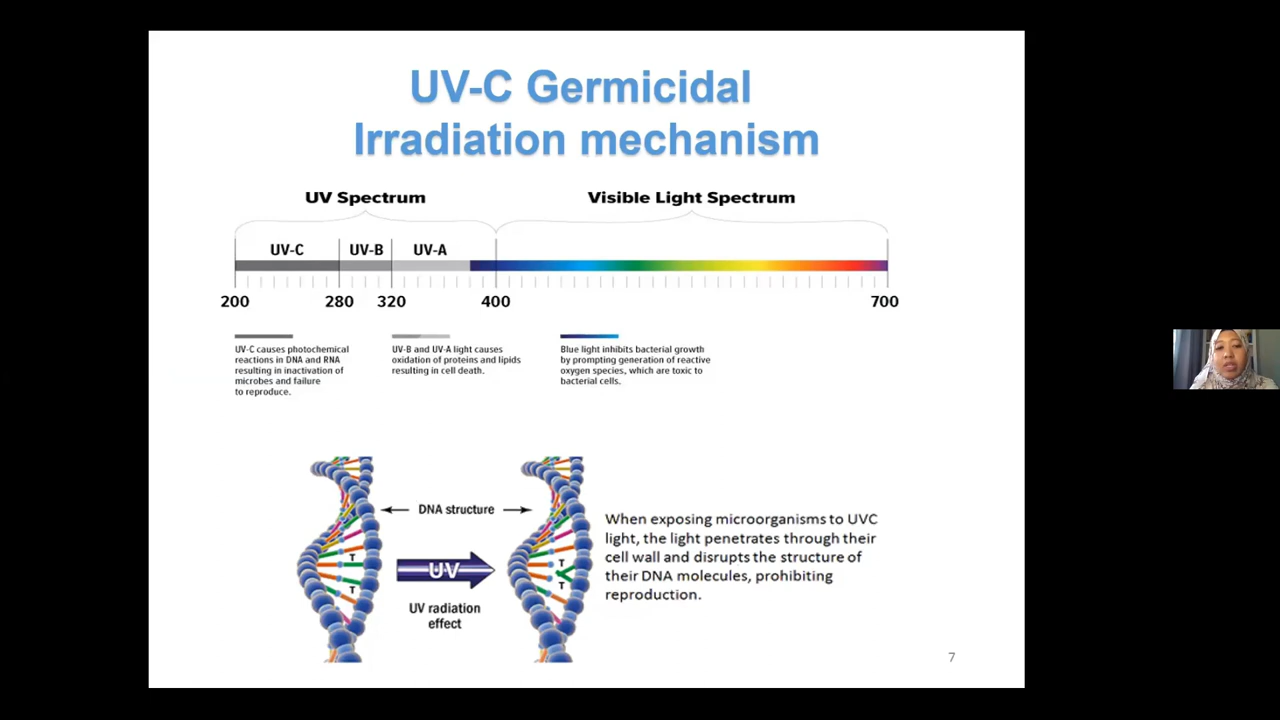 UV-C Germicidal
Irradiation mechanism
UV Spectrum
Visible Light Spectrum
UV-C
UV-B
UV-A
200
280
320
400
700
UV-C causes photochemical
reactions in DNA and RNA
resulting in inactivation of
microbes and failure
to reproduce.
UV-B and UV-A light causes
oxidation of proteins and lipids
resulting in cell death.
Blue light inhibits bacterial growth
by prompting generation of reactive
oxygen species, which are toxic to
bacterial cells.
DNA structure
T
T
UV
UV radiation
effect
T
T
When exposing microorganisms to UVC
light, the light penetrates through their
cell wall and disrupts the structure of
their DNA molecules, prohibiting
reproduction.
7